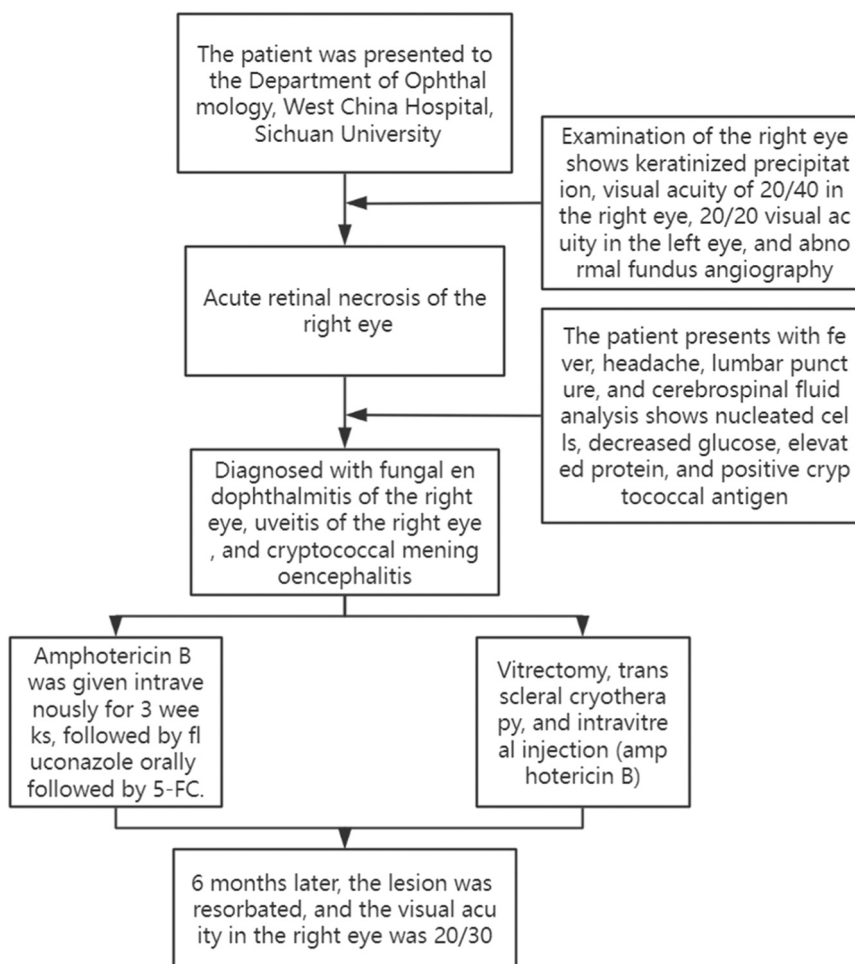 The patient was presented to
the Department of Ophthal
mology, West China Hospital,
Sichuan University
Examination of the right eye
shows keratinized precipitat
ion, visual acuity of 20/40 in
the right eye, 20/20 visual ac
uity in the left eye, and abno
rmal fundus angiography
Acute retinal necrosis of the
right eye
The patient presents with fe
ver, headache, lumbar punct
ure, and cerebrospinal fluid
analysis shows nucleated cel
ls, decreased glucose, elevat
ed protein, and positive cryp
tococcal antigen
Diagnosed with fungal en
dophthalmitis of the right
eye, uveitis of the right eye
, and cryptococcal mening
oencephalitis
Amphotericin B
was given intrave
nously for 3 wee
ks, followed by fl
uconazole orally
followed by 5-FC.
Vitrectomy, trans
scleral cryothera
py, and intravitre
al injection (amp
hotericin B)
6 months later, the lesion was
resorbated, and the visual acu
ity in the right eye was 20/30